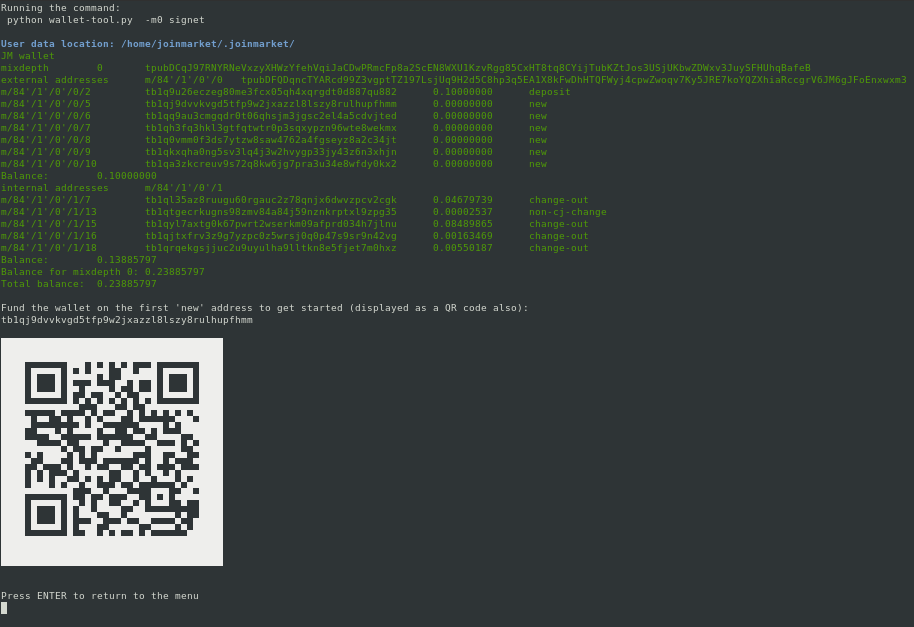 Running the command:
python wallet-tool.py -m0 signet
User data location: /home/joinmarket/.joinmarket/
JM wallet
mixdepth 0 tpubDCqJ97RNYRNeVxzyXHWzYfehVqiJaCDwPRmcFp8a2ScEN8WXU1KzvRgg85CxHT8tq8CYijTubKZtJos3USjUKbwZDWxv3JuySFHUhqBafeB
external addresses m/84'/1'/0'/0 tpubDFQDqncTYARcd99Z3vgptTZ197LsjUq9H2d5C8hp3q5EA1X8kFwDhHTQFWyj4cpwZwoqv7Ky5JRE7koYQZXhiaRccgrV6JM6gJFoEnxwxm3
m/84'/1'/0'/0/2 tb1q9u26eczeg80me3fcx05qh4xqrgdt0d887qu882 0.10000000 deposit
m/84'/1'/0'/0/5 tb1qj9dvvkvgd5tfp9w2jxazzl8lszy8rulhupfhmm 0.00000000 new
m/84'/1'/0'/0/6 tb1qq9au3cmgqdr0t06qhsjm3jgsc2el4a5cdvjted 0.00000000 new
m/84'/1'/0'/0/7 tb1qh3fq3hkl3gtfqtwtr0p3sqxypzn96wte8wekmx 0.00000000 new
m/84'/1'/0'/0/8 tb1q0vmm0f3ds7ytzw8saw4762a4fgseyz8a2c34jt 0.00000000 new
m/84'/1'/0'/0/9 tb1qkxqha0ng5sv3lq4j3w2hvygp33jy43z6n3xhjn 0.00000000 new
m/84'/1'/0'/0/10 tb1qa3zkcreuv9s72q8kw6jg7pra3u34e8wfdy0kx2 0.00000000 new
Balance: 0.10000000
internal addresses m/84'/1'/0'/1
m/84'/1'/0'/1/7 tb1ql35az8ruugu60rgauc2z78qnjx6dwvzpcv2cgk 0.04679739 change-out
m/84'/1'/0'/1/13 tb1qtgecrkugns98zmv84a84j59nznkrptxl9zpg35 0.00002537 non-cj-change
m/84'/1'/0'/1/15 tb1qyl7axtg0k67pwrt2wserkm09afprd034h7jlnu 0.08489865 change-out
m/84'/1'/0'/1/16 tb1qjtxfrv3z9g7yzpc0z5wrsj0q0p47s9sr9n42vg 0.00163469 change-out
m/84'/1'/0'/1/18 tb1qrqekgsjjuc2u9uyulha9lltkn8e5fjet7m0hxz 0.00550187 change-out
Balance: 0.13885797
Balance for mixdepth 0: 0.23885797
Total balance: 0.23885797
Fund the wallet on the first 'new' address to get started (displayed as a QR code also):
tb1qj9dvvkvgd5tfp9w2jxazzl8lszy8rulhupfhmm
Press ENTER to return to the menu